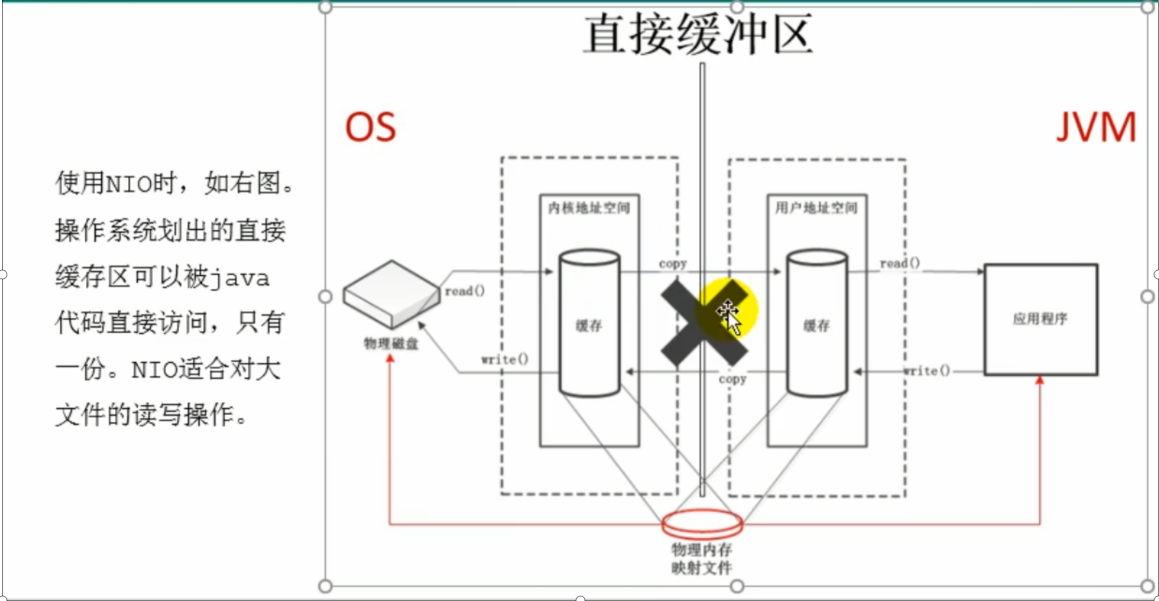 直接缓冲区
OS
JVM
使用NIO时，如右图。
操作系统划出的直接
缓存区可以被java
代码直接访问，只有
一份。NIO适合对大
文件的读写操作。
内核地址空间
用户地址空间
copy
read()
read()
缓存
缓存
应用程序
物理磁盘
write()
copy
write()
物理内存
映射文件